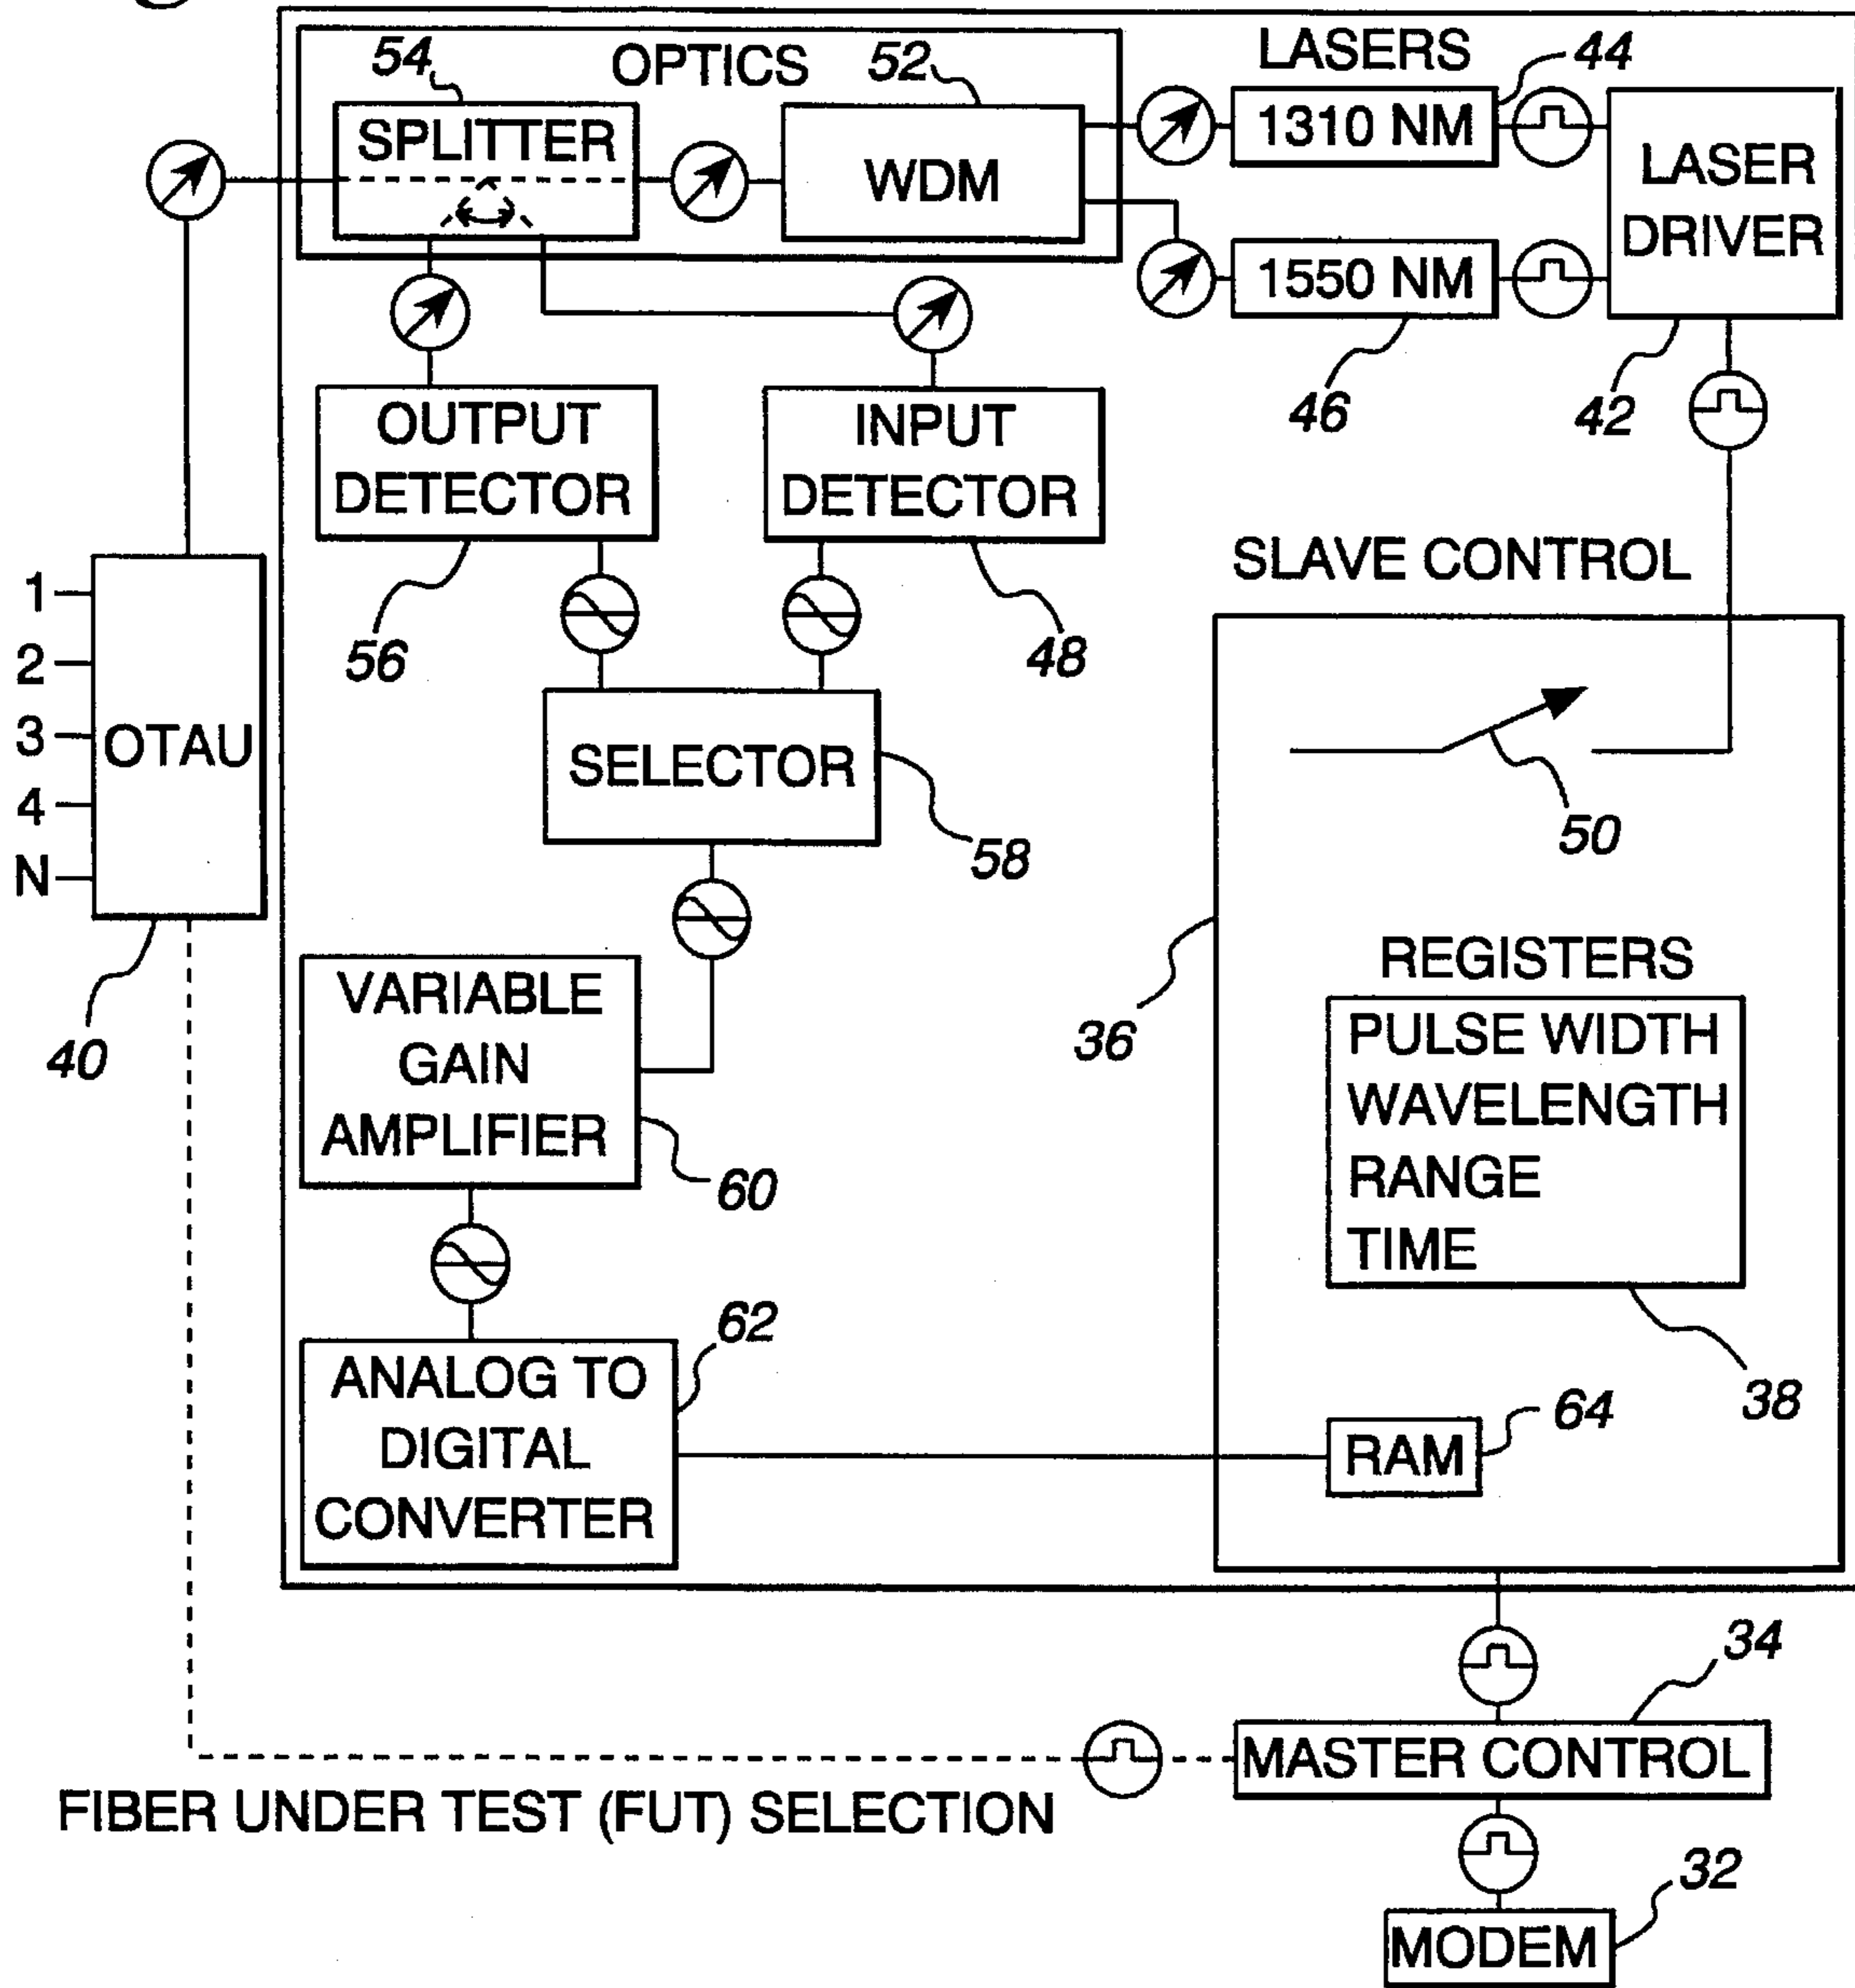 54
OPTICS
52
LASERS
44
SPLITTER
WDM
1310 NM
LASER
DRIVER
1550 NM
46
42
OUTPUT
DETECTOR
INPUT
DETECTOR
56
48
SLAVE CONTROL
1
2
3
4
N
OTAU
40
SELECTOR
58
50
36
REGISTERS
PULSE WIDTH
WAVELENGTH
RANGE
TIME
38
VARIABLE
GAIN
AMPLIFIER
60
62
ANALOG TO
DIGITAL
CONVERTER
RAM
64
34
MASTER CONTROL
FIBER UNDER TEST (FUT) SELECTION
32
MODEM